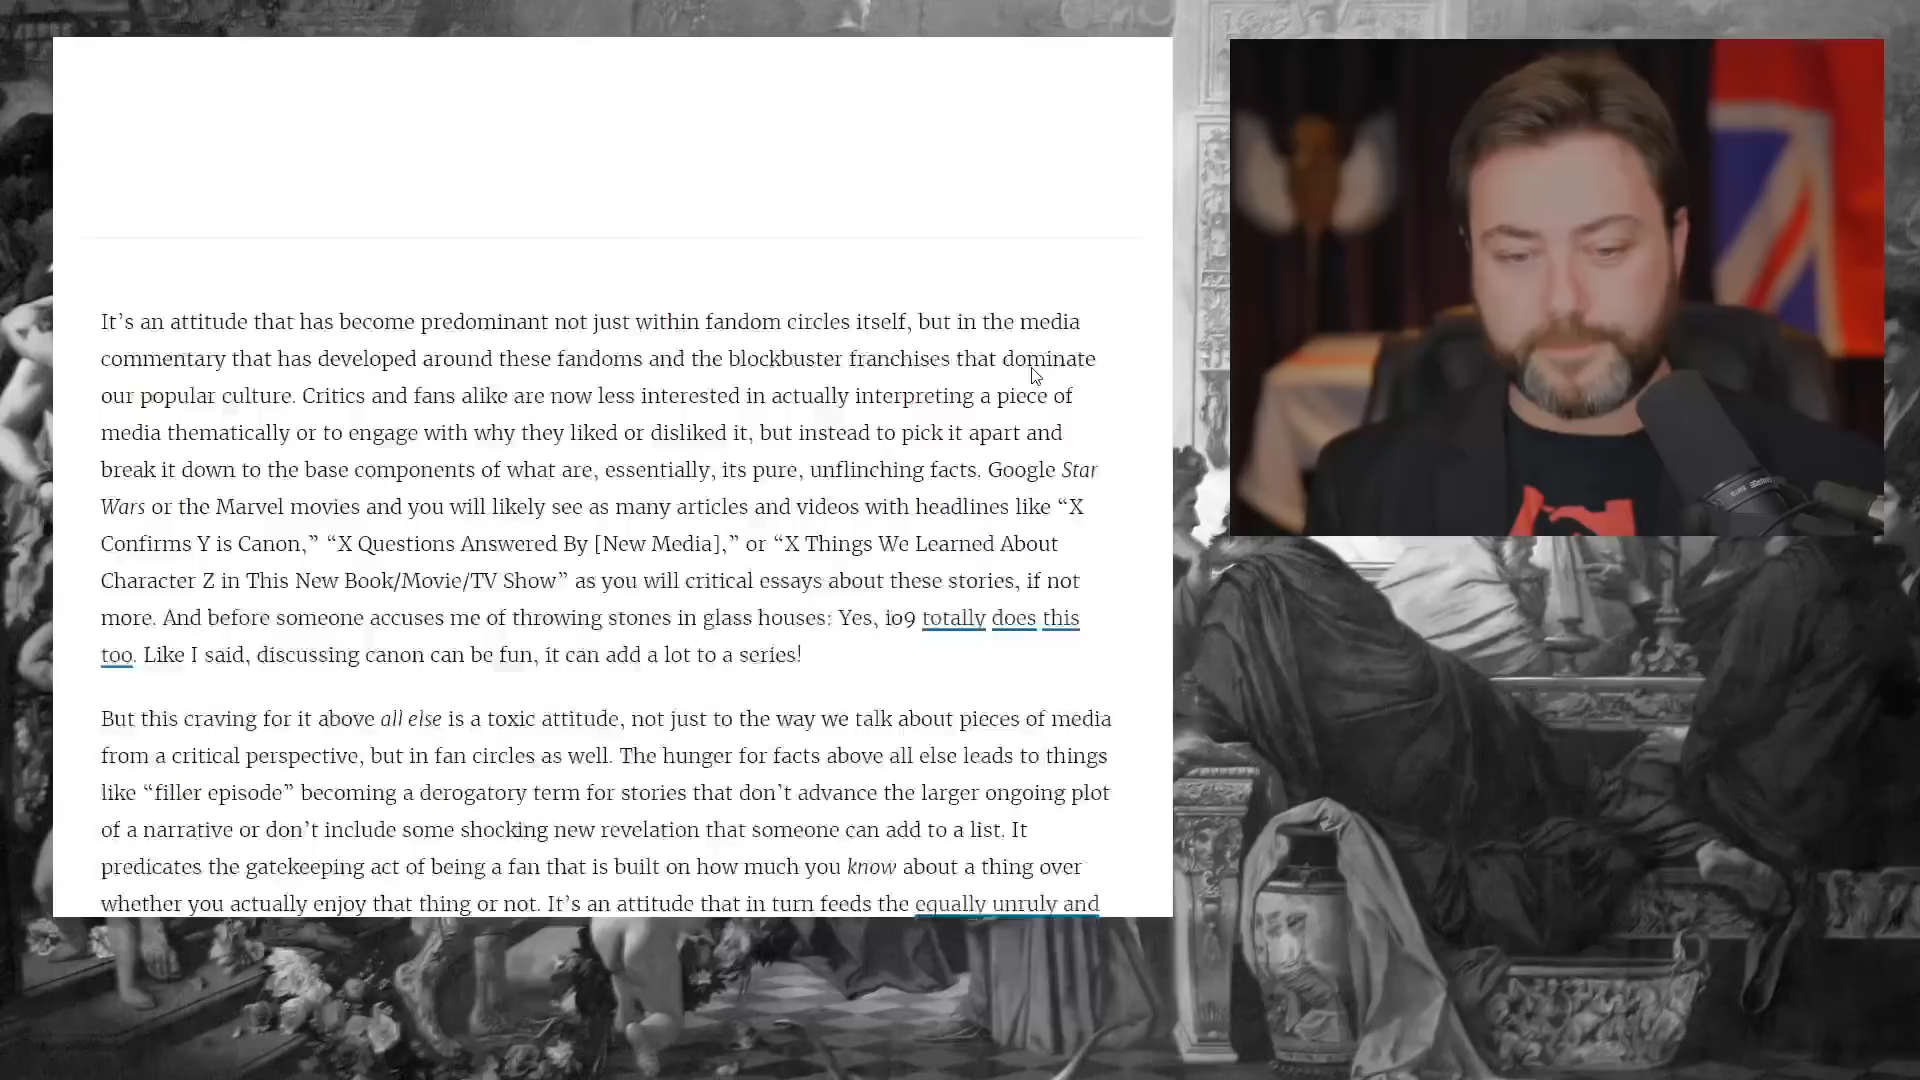 It’s an attitude that has become predominant not just within fandom circles itself, but in the media
commentary that has developed around these fandoms and the blockbuster franchises that dominate
our popular culture. Critics and fans alike are now less interested in actually interpreting a piece of
media thematically or to engage with why they liked or disliked it, but instead to pick it apart and
break it down to the base components of what are, essentially, its pure, unflinching facts. Google Star
Wars or the Marvel movies and you will likely see as many articles and videos with headlines like “X
Confirms Y is Canon,” “X Questions Answered By [New Media],” or “X Things We Learned About
Character Z in This New Book/Movie/TV Show” as you will critical essays about these stories, if not
more. And before someone accuses me of throwing stones in glass houses: Yes, io9 totally does this
too. Like I said, discussing canon can be fun, it can add a lot to a series!
But this craving for it above all else is a toxic attitude, not just to the way we talk about pieces of media
from a critical perspective, but in fan circles as well. The hunger for facts above all else leads to things
like “filler episode” becoming a derogatory term for stories that don’t advance the larger ongoing plot
of a narrative or don’t include some shocking new revelation that someone can add to a list. It
predicates the gatekeeping act of being a fan that is built on how much you know about a thing over
whether you actually enjoy that thing or not. It’s an attitude that in turn feeds the equally unruly and